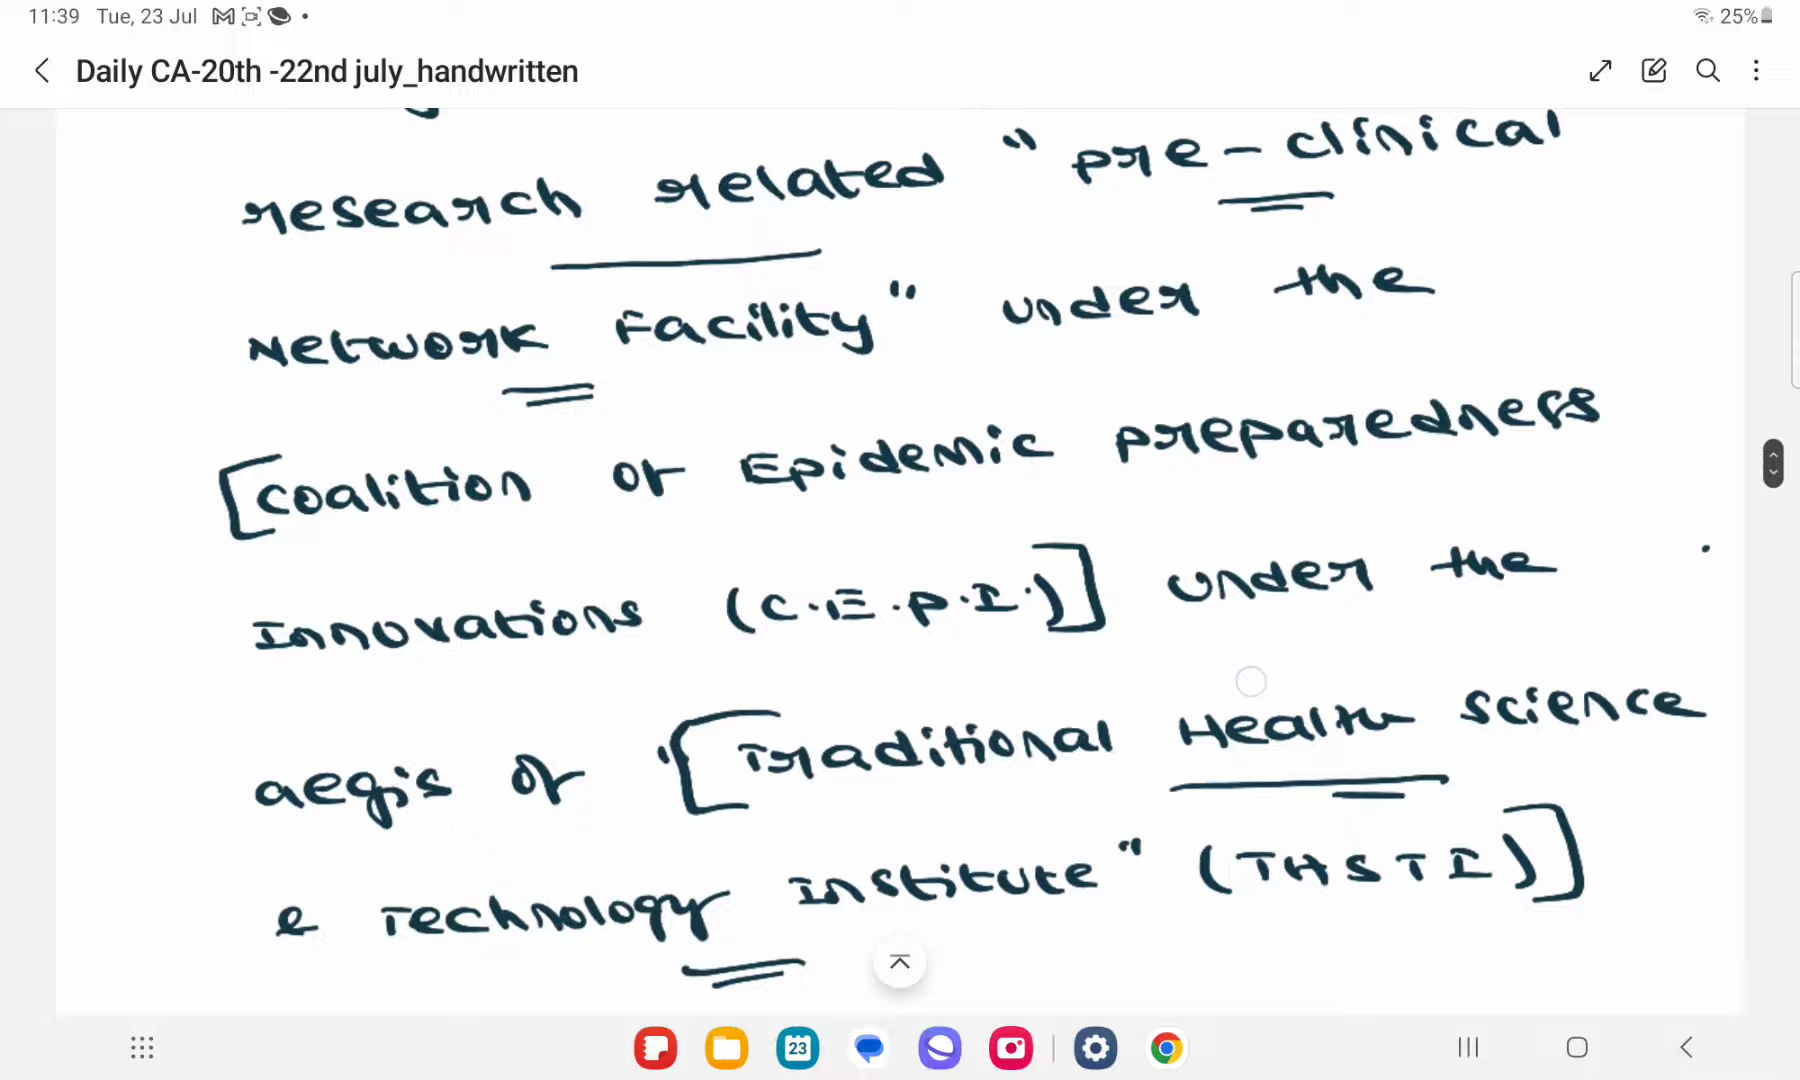 11:39 Tue, 23 Jul 25%
Daily CA-20th -22nd july_handwritten
research related "pre-clinical
Network Facility" under the
[Coalition of Epidemic preparedness
Innovations (C.E.P.I.)] under the
aegis of "[Traditional Health science
& Technology Institute" (THSTI)]
23